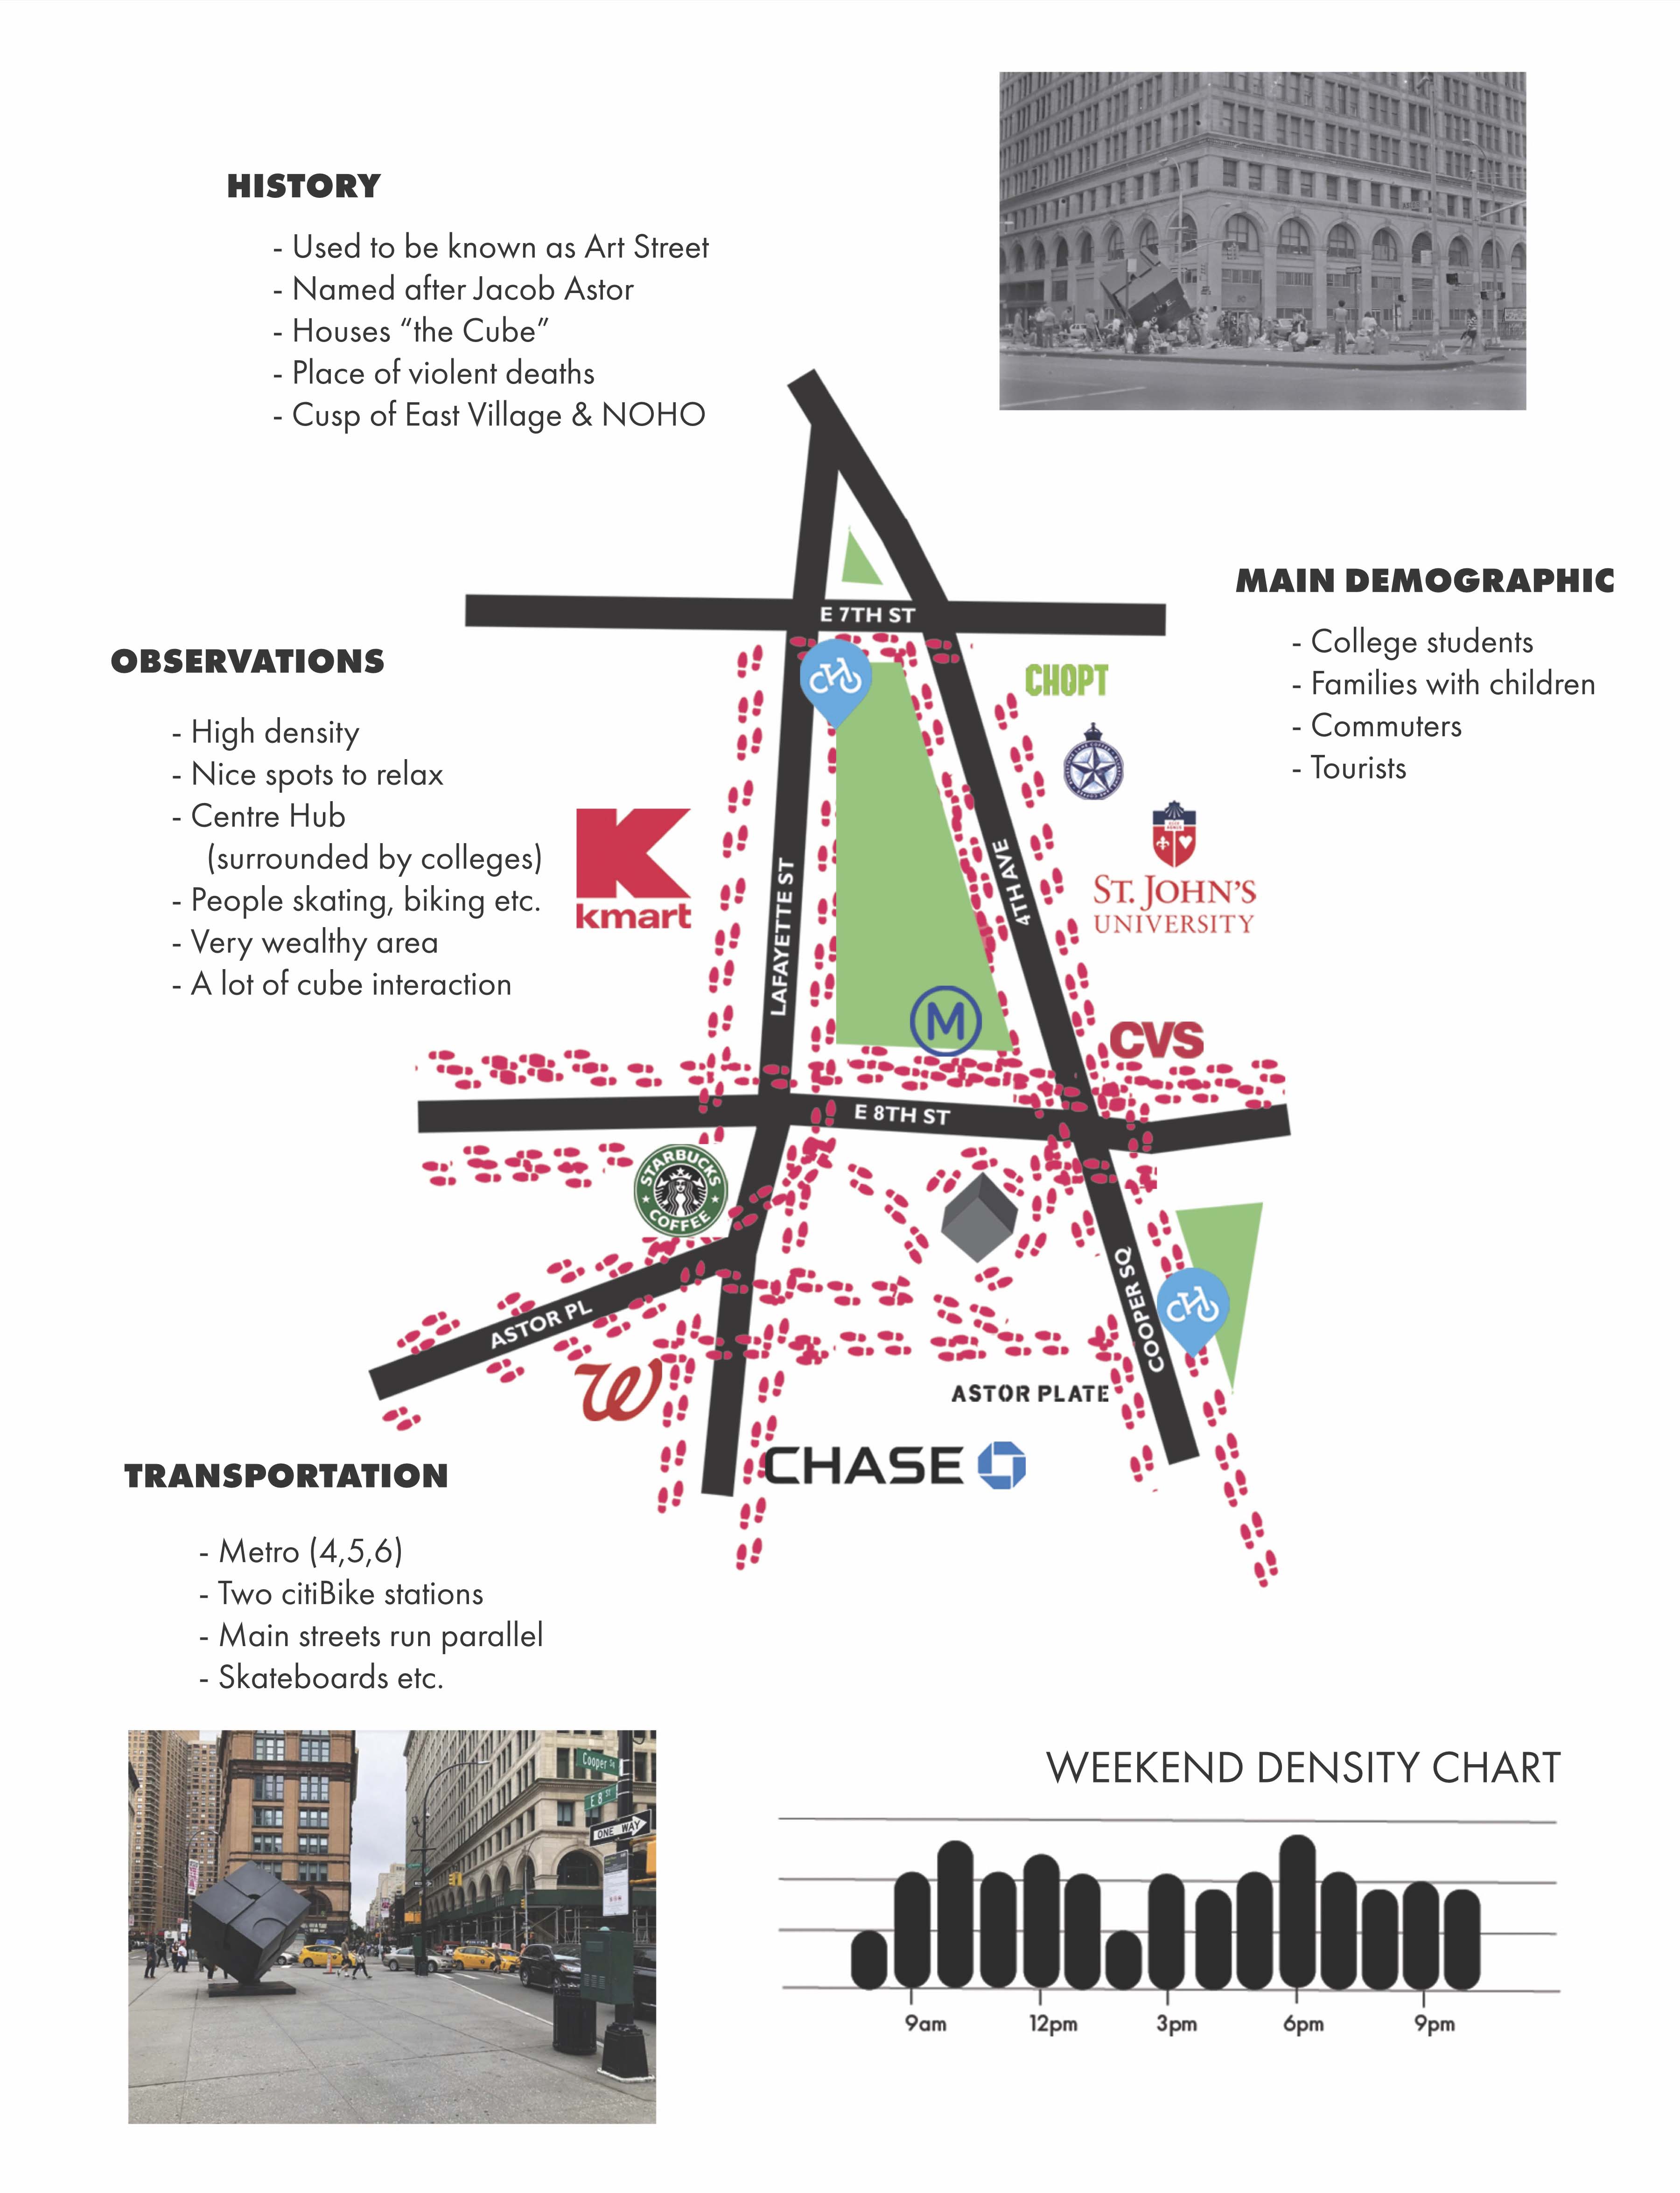 HISTORY
- Used to be known as Art Street
- Named after Jacob Astor
- Houses “the Cube”
- Place of violent deaths
- Cusp of East Village & NOHO
MAIN DEMOGRAPHIC
- College students
- Families with children
- Commuters
- Tourists
OBSERVATIONS
- High density
- Nice spots to relax
- Centre Hub
(surrounded by colleges)
- People skating, biking etc.
- Very wealthy area
- A lot of cube interaction
E 7TH ST
CHOPT
K
kmart
LAFAYETTE ST
4TH AVE
ST. JOHN'S
UNIVERSITY
M
CVS
E 8TH ST
STARBUCKS
COFFEE
COOPER SQ
ASTOR PL
W
ASTOR PLATE
CHASE
TRANSPORTATION
- Metro (4,5,6)
- Two citiBike stations
- Main streets run parallel
- Skateboards etc.
Cooper Sq
E 8 ST
ONE WAY
WEEKEND DENSITY CHART
9am 12pm 3pm 6pm 9pm